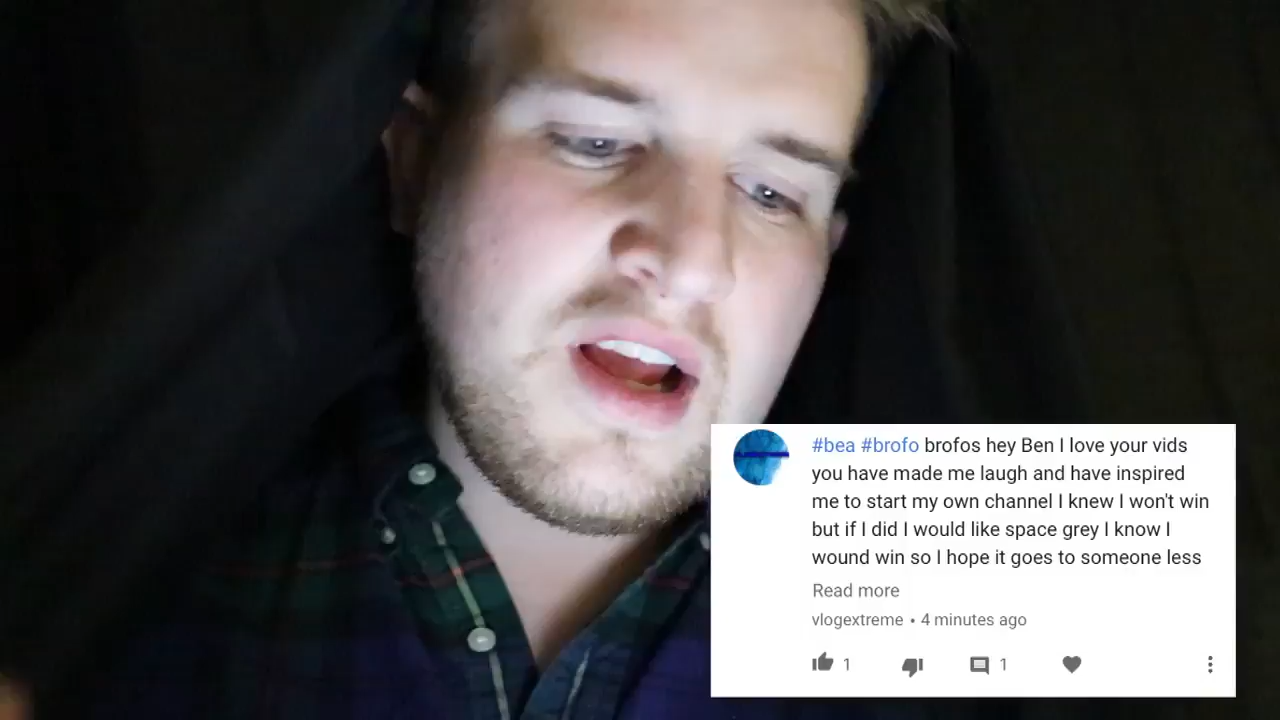 #bea #brofo brofos hey Ben I love your vids
you have made me laugh and have inspired
me to start my own channel I knew I won't win
but if I did I would like space grey I know I
wound win so I hope it goes to someone less
Read more
vlogextreme • 4 minutes ago
1
1